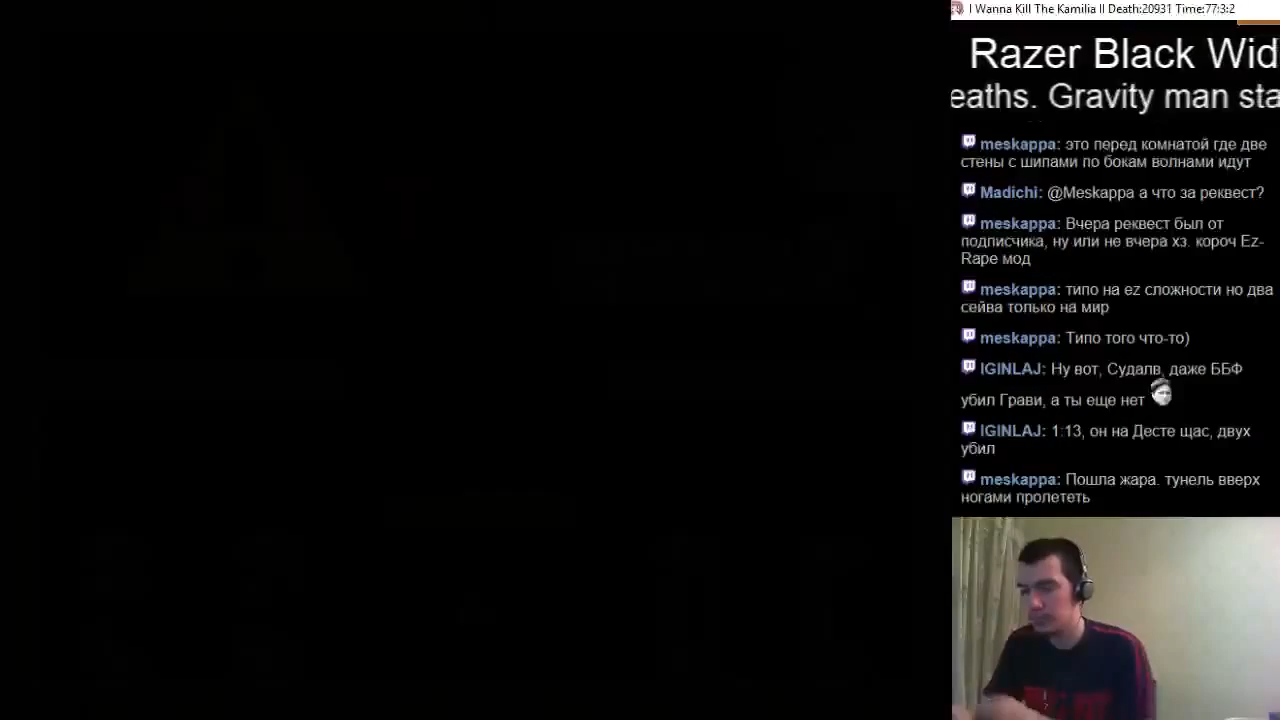 I Wanna Kill The Kamilia II Death:20931 Time:77:3:2
Razer Black Wid
eaths. Gravity man sta
meskappa: это перед комнатой где две
стены с шипами по бокам волнами идут
Madichi: @Meskappa а что за реквест?
meskappa: Вчера реквест был от
подписчика, ну или не вчера хз. короч Ez-
Rape мод
meskappa: типо на ez сложности но два
сейва только на мир
meskappa: Типо того что-то)
IGINLAJ: Ну вот, Судалв, даже ББФ
убил Грави, а ты еще нет
IGINLAJ: 1:13, он на Десте щас, двух
убил
meskappa: Пошла жара. тунель вверх
ногами пролететь